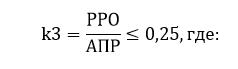 k3 = РРО / АПР ≤ 0,25, где: